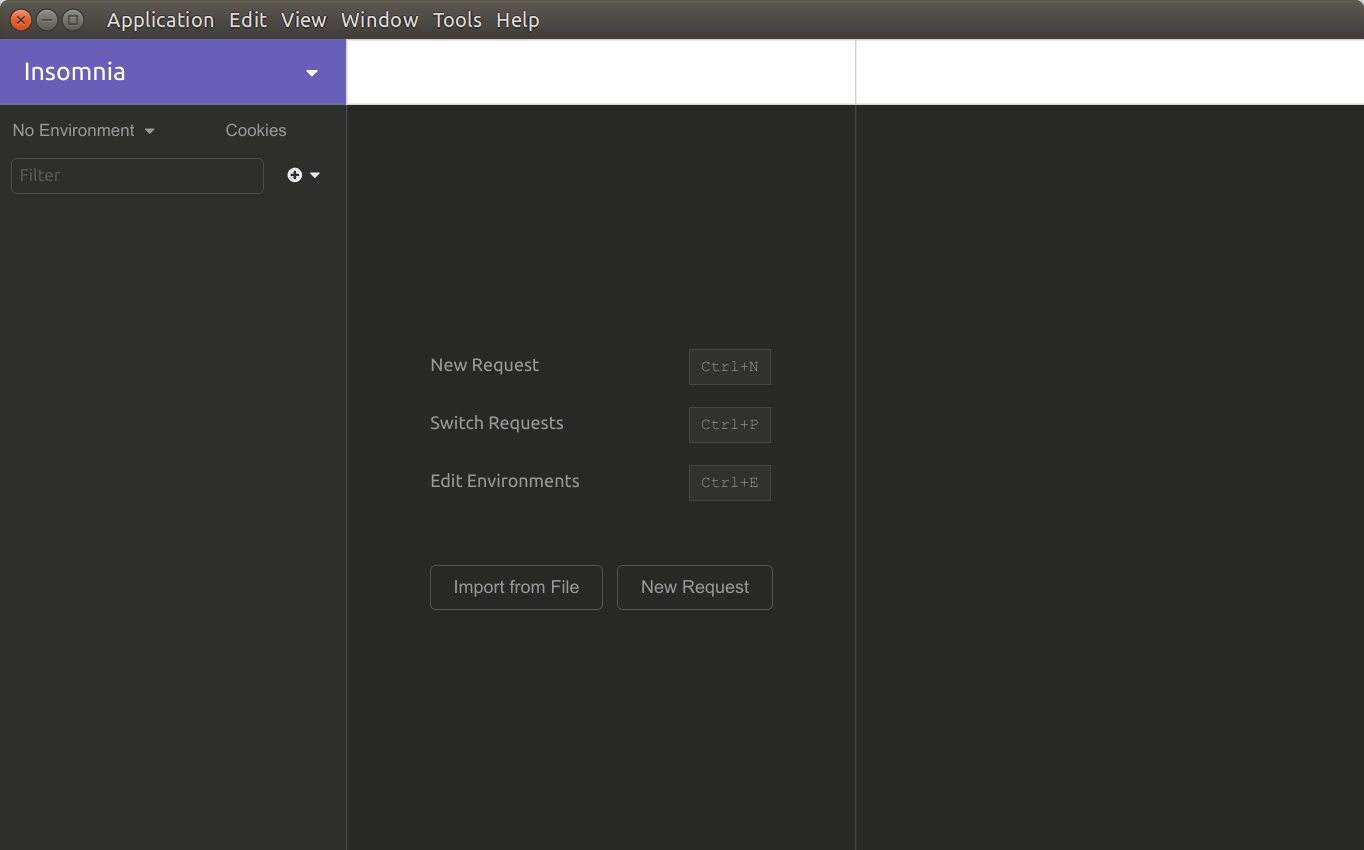 Application Edit View Window Tools Help
Insomnia
No Environment Cookies
Filter
New Request Ctrl+N
Switch Requests Ctrl+P
Edit Environments Ctrl+E
Import from File New Request